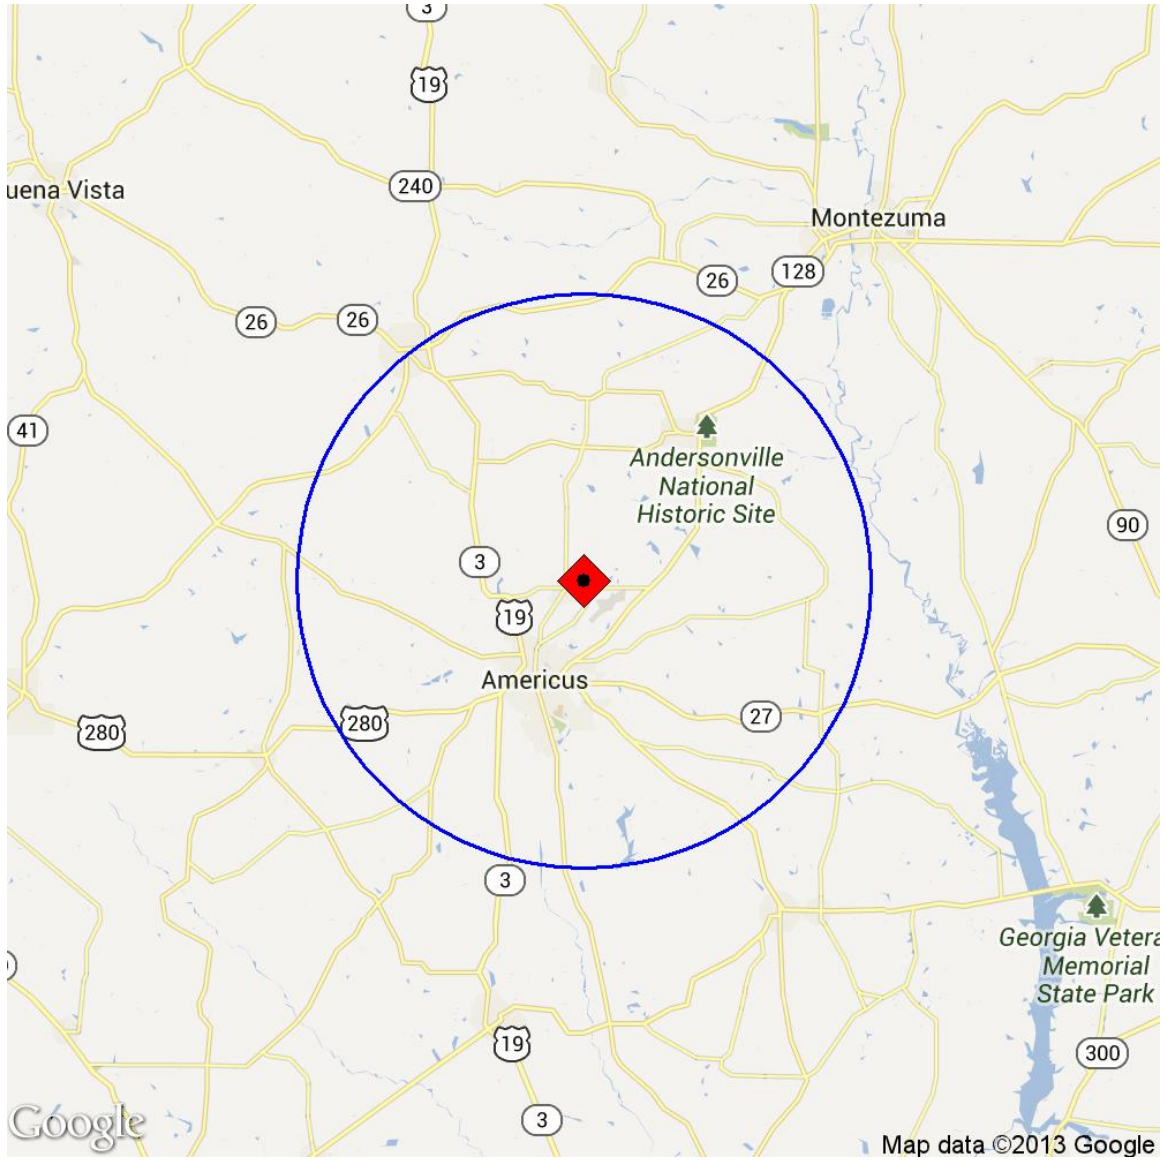 3
19
240
uena Vista
Montezuma
128
26
26
26
41
Andersonville
National
Historic Site
90
3
19
Americus
27
280
280
3
Georgia Vetera
Memorial
State Park
19
300
3
Google
Map data ©2013 Google